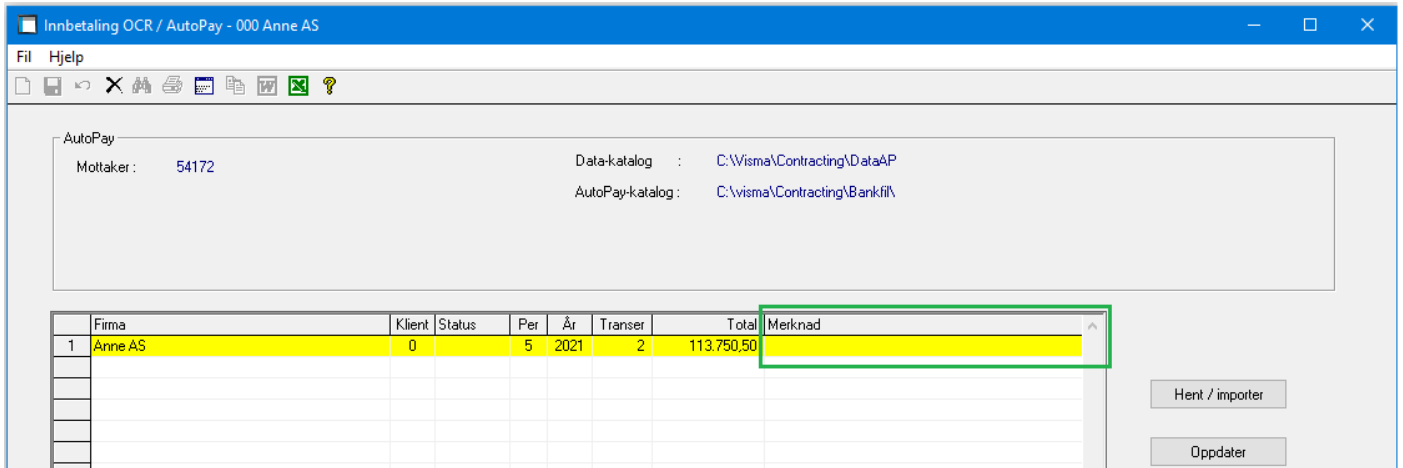 Innbetaling OCR / AutoPay - 000 Anne AS
Fil Hjelp
AutoPay
Mottaker : 54172
Data-katalog : C:\Visma\Contracting\DataAP
AutoPay-katalog : C:\visma\Contracting\Bankfil\
Firma Klient Status Per År Transer Total Merknad
1 Anne AS 0 5 2021 2 113.750,50
Hent / importer
Oppdater